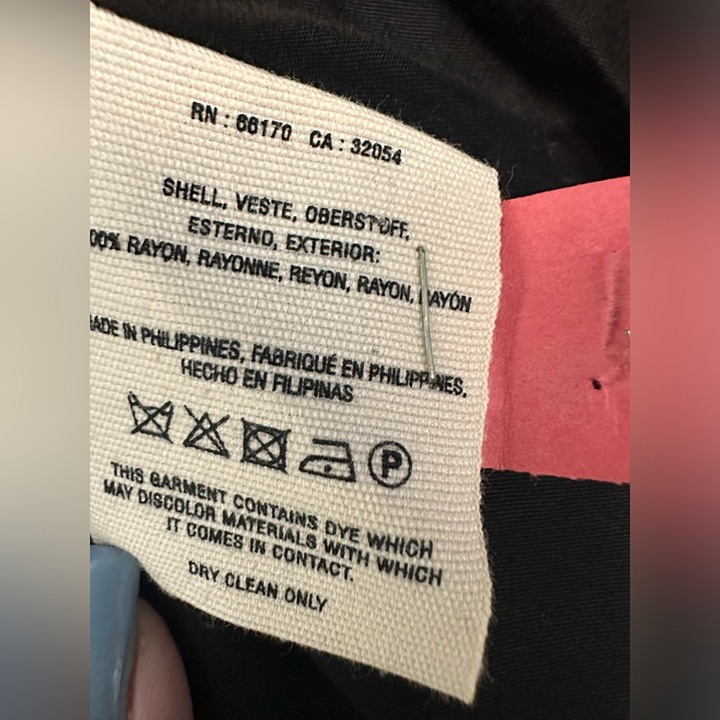 RN : 66170 CA : 32054
SHELL, VESTE, OBERSTOFF,
ESTERNO, EXTERIOR:
00% RAYON, RAYONNE, REYON, RAYON, RAYÓN
ADE IN PHILIPPINES, FABRIQUÉ EN PHILIPPINES,
HECHO EN FILIPINAS
P
THIS GARMENT CONTAINS DYE WHICH
MAY DISCOLOR MATERIALS WITH WHICH
IT COMES IN CONTACT.
DRY CLEAN ONLY